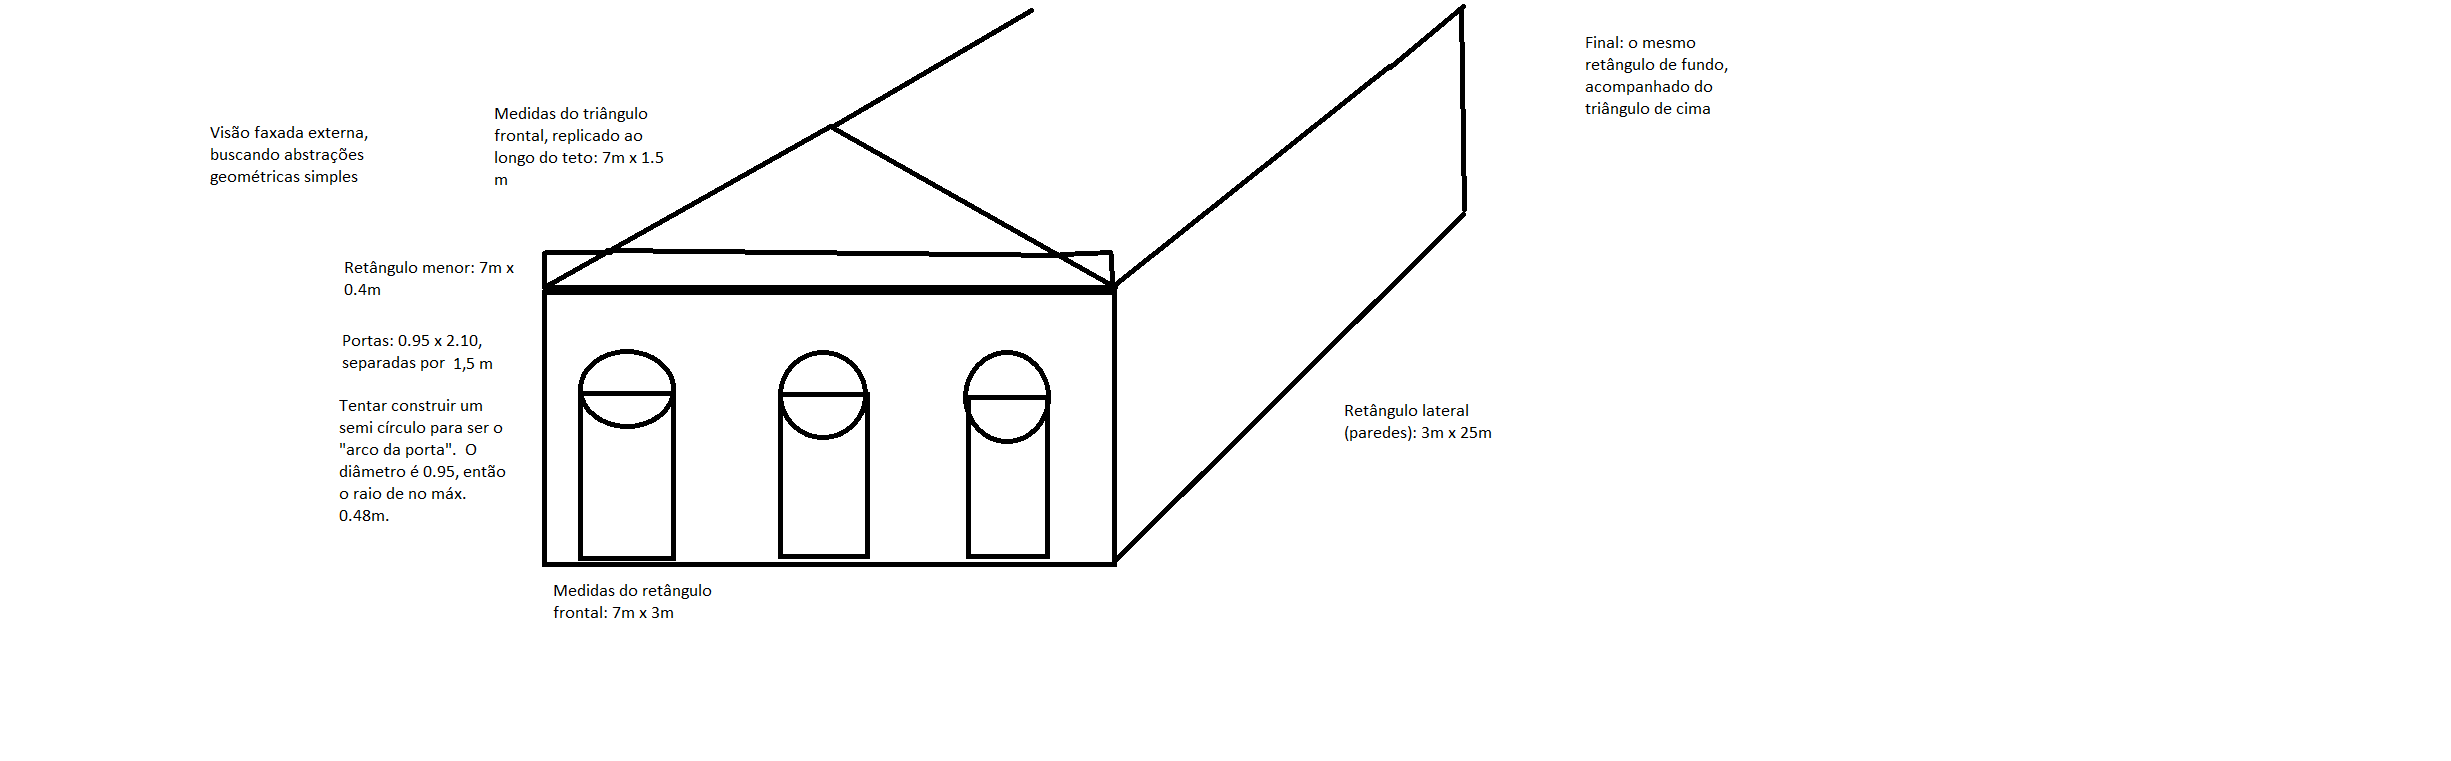 Visão faxada externa,
buscando abstrações
geométricas simples
Medidas do triângulo
frontal, replicado ao
longo do teto: 7m x 1.5
m
Final: o mesmo
retângulo de fundo,
acompanhado do
triângulo de cima
Retângulo menor: 7m x
0.4m
Portas: 0.95 x 2.10,
separadas por 1,5 m
Tentar construir um
semi círculo para ser o
"arco da porta". O
diâmetro é 0.95, então
o raio de no máx.
0.48m.
Retângulo lateral
(paredes): 3m x 25m
Medidas do retângulo
frontal: 7m x 3m